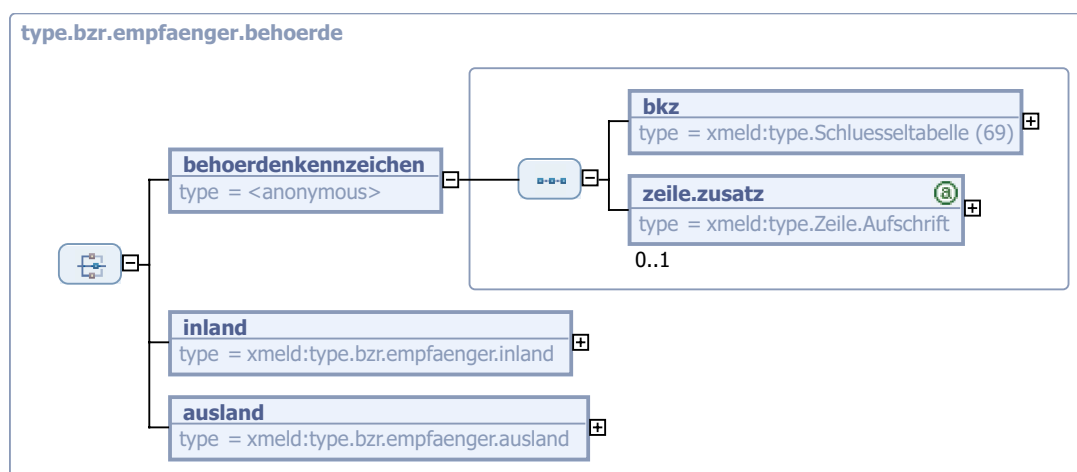 type.bzr.empfaenger.behoerde
bkz
type = xmeld:type.Schluesseltabelle (69)
behoerdenkennzeichen
type = <anonymous>
zeile.zusatz
a
type = xmeld:type.Zeile.Aufschrift
0..1
inland
type = xmeld:type.bzr.empfaenger.inland
ausland
type = xmeld:type.bzr.empfaenger.ausland